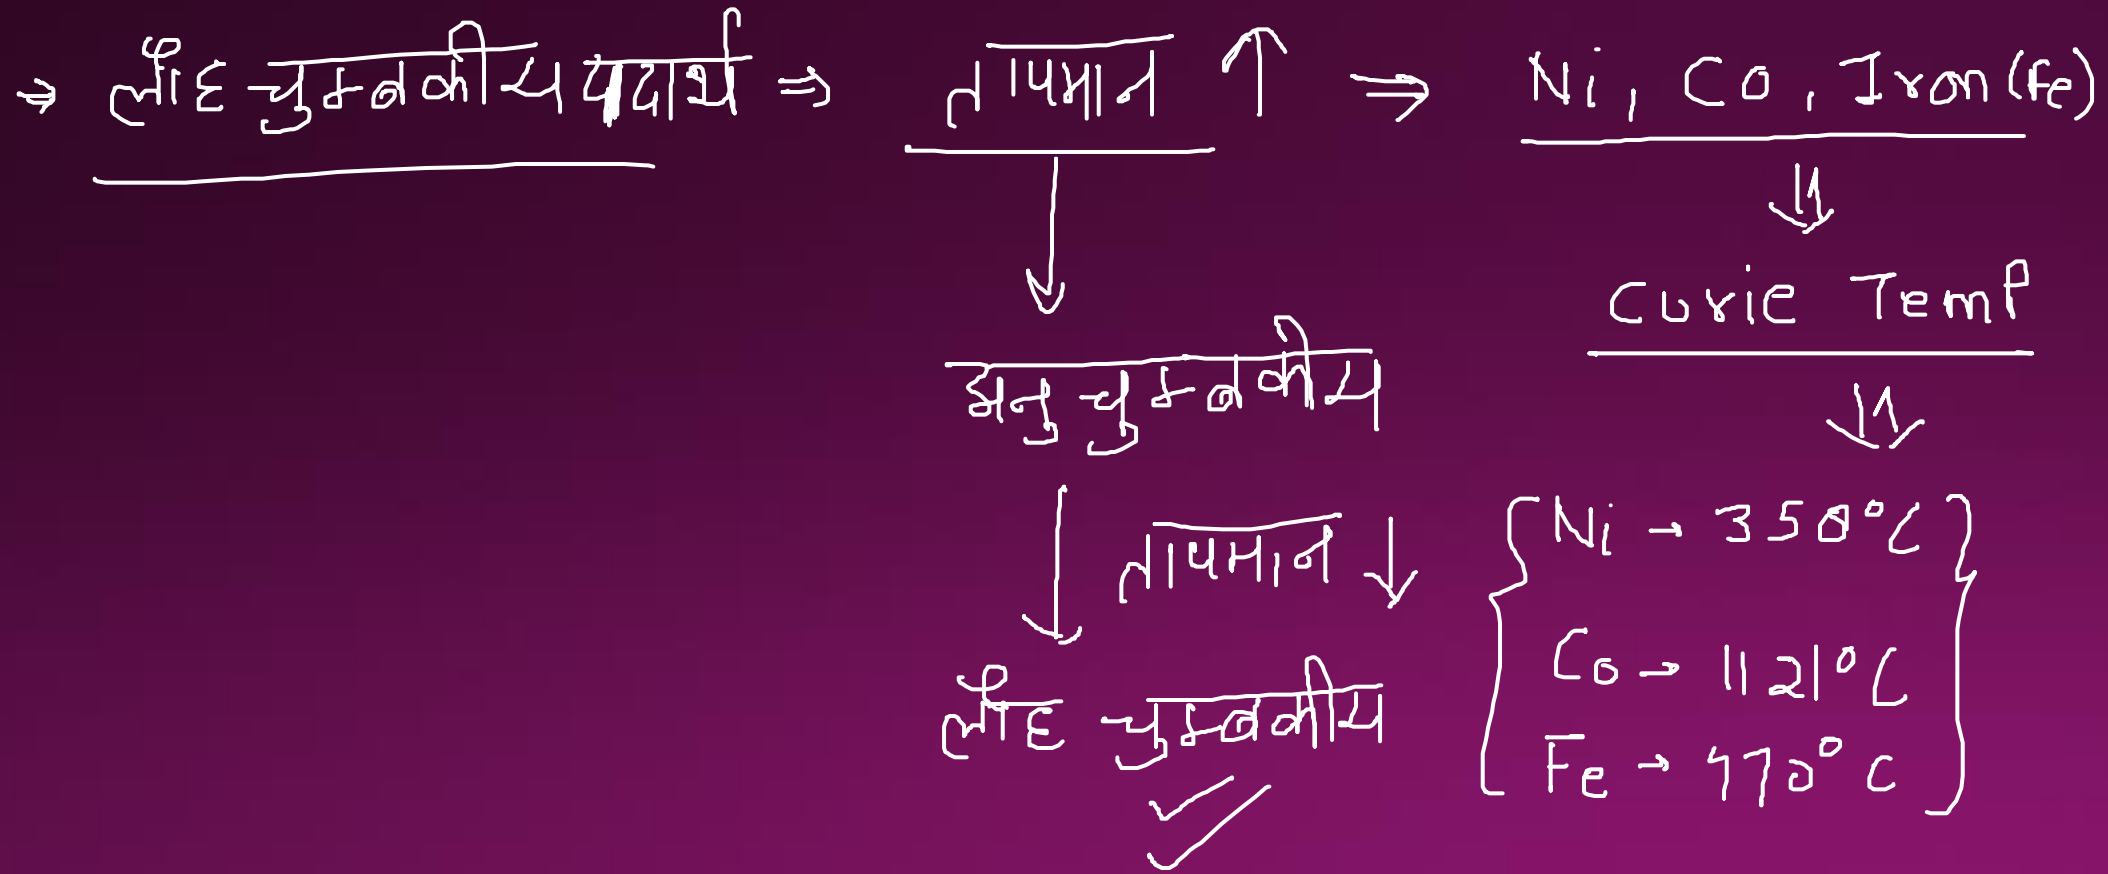 → लौह चुम्बकीय पदार्थ ⇒ तापमान ↑ ⇒ Ni, Co, Iron (Fe)
Curie Temp
अनुचुम्बकीय
तापमान ↓
लौह चुम्बकीय
Ni → 350°C
Co → 1121°C
Fe → 770°C